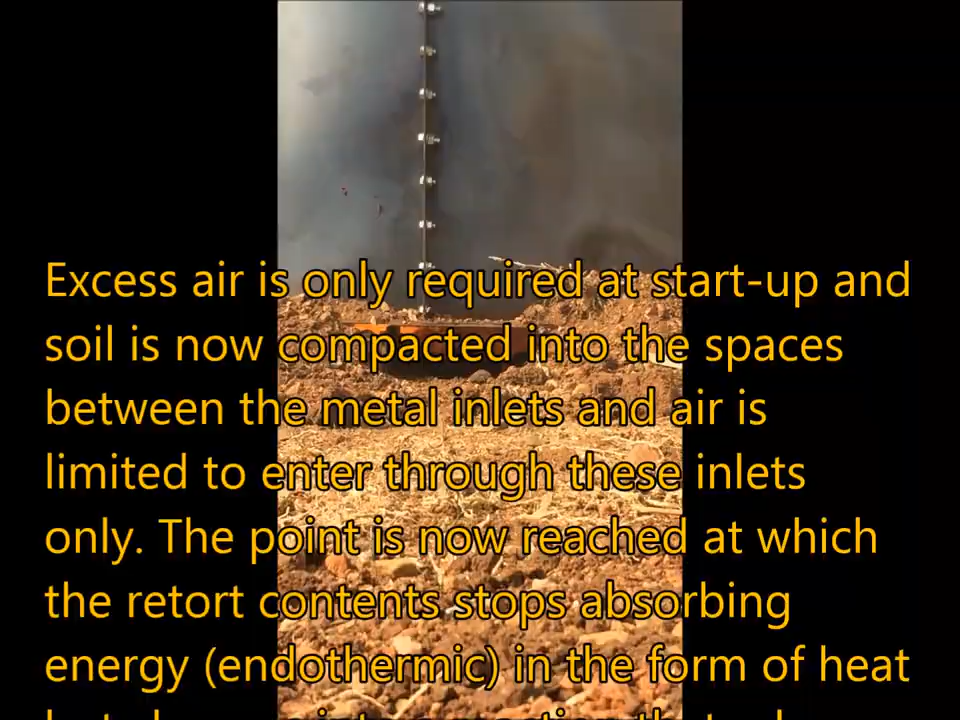 Excess air is only required at start-up and
soil is now compacted into the spaces
between the metal inlets and air is
limited to enter through these inlets
only. The point is now reached at which
the retort contents stops absorbing
energy (endothermic) in the form of heat